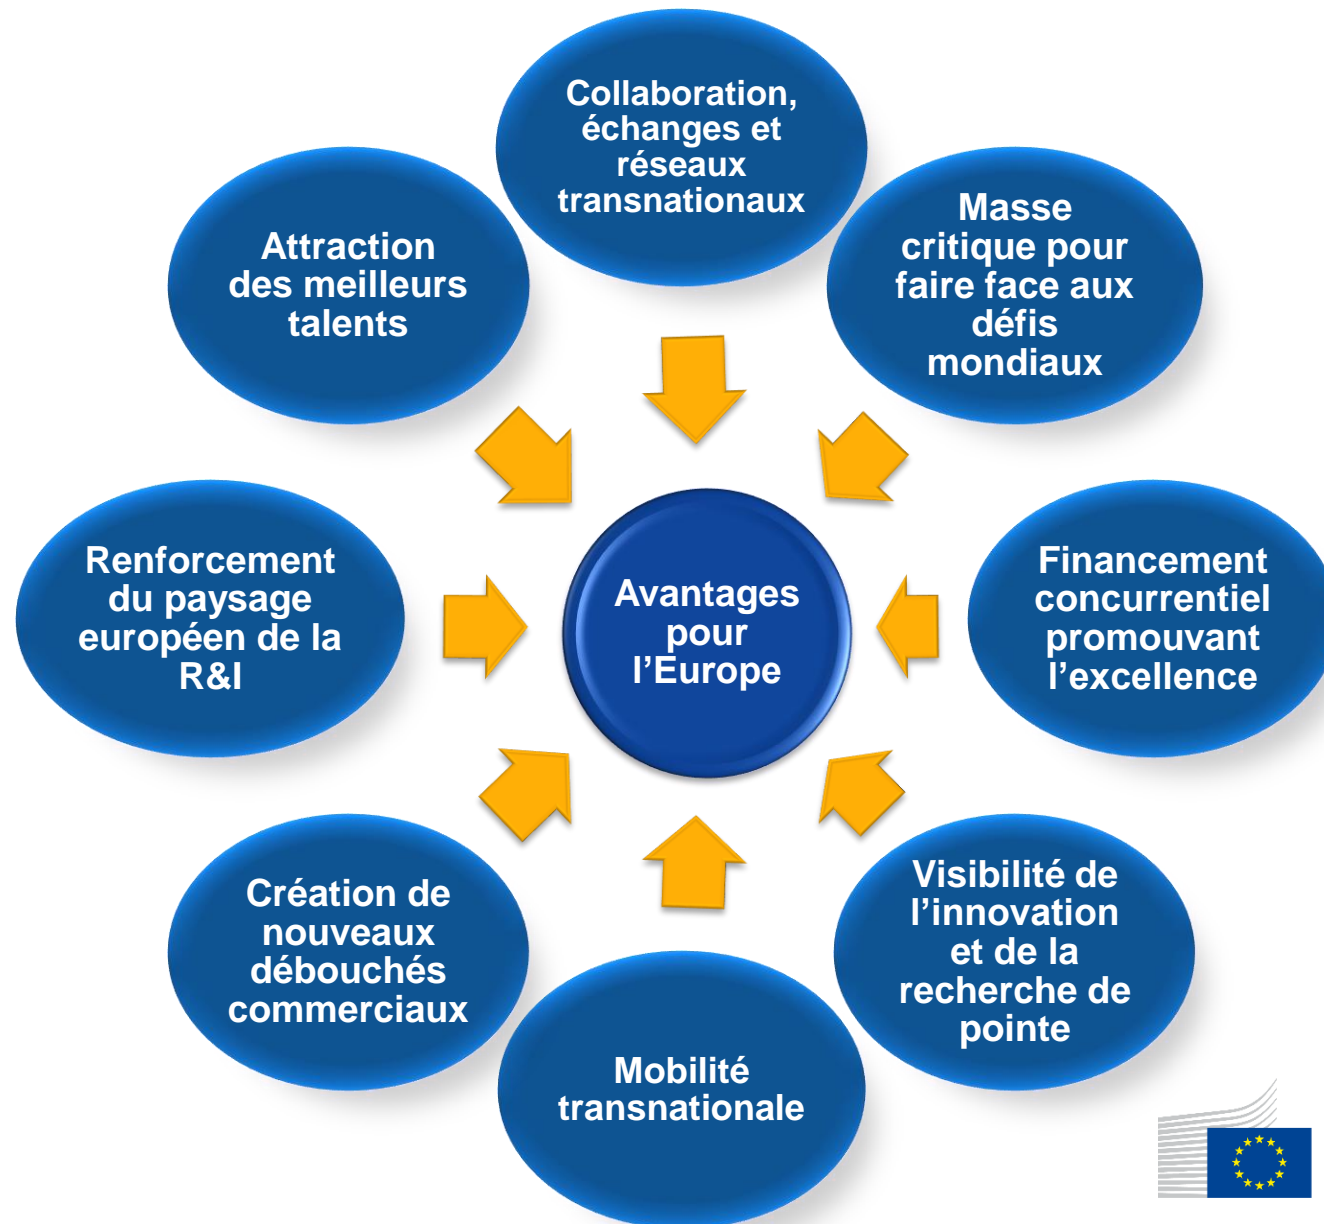 Collaboration,
échanges et
réseaux
transnationaux
Masse
critique pour
faire face aux
défis
mondiaux
Financement
concurrentiel
promouvant
l’excellence
Visibilité de
l’innovation
et de la
recherche de
pointe
Mobilité
transnationale
Création de
nouveaux
débouchés
commerciaux
Renforcement
du paysage
européen de la
R&I
Attraction
des meilleurs
talents
Avantages
pour
l’Europe